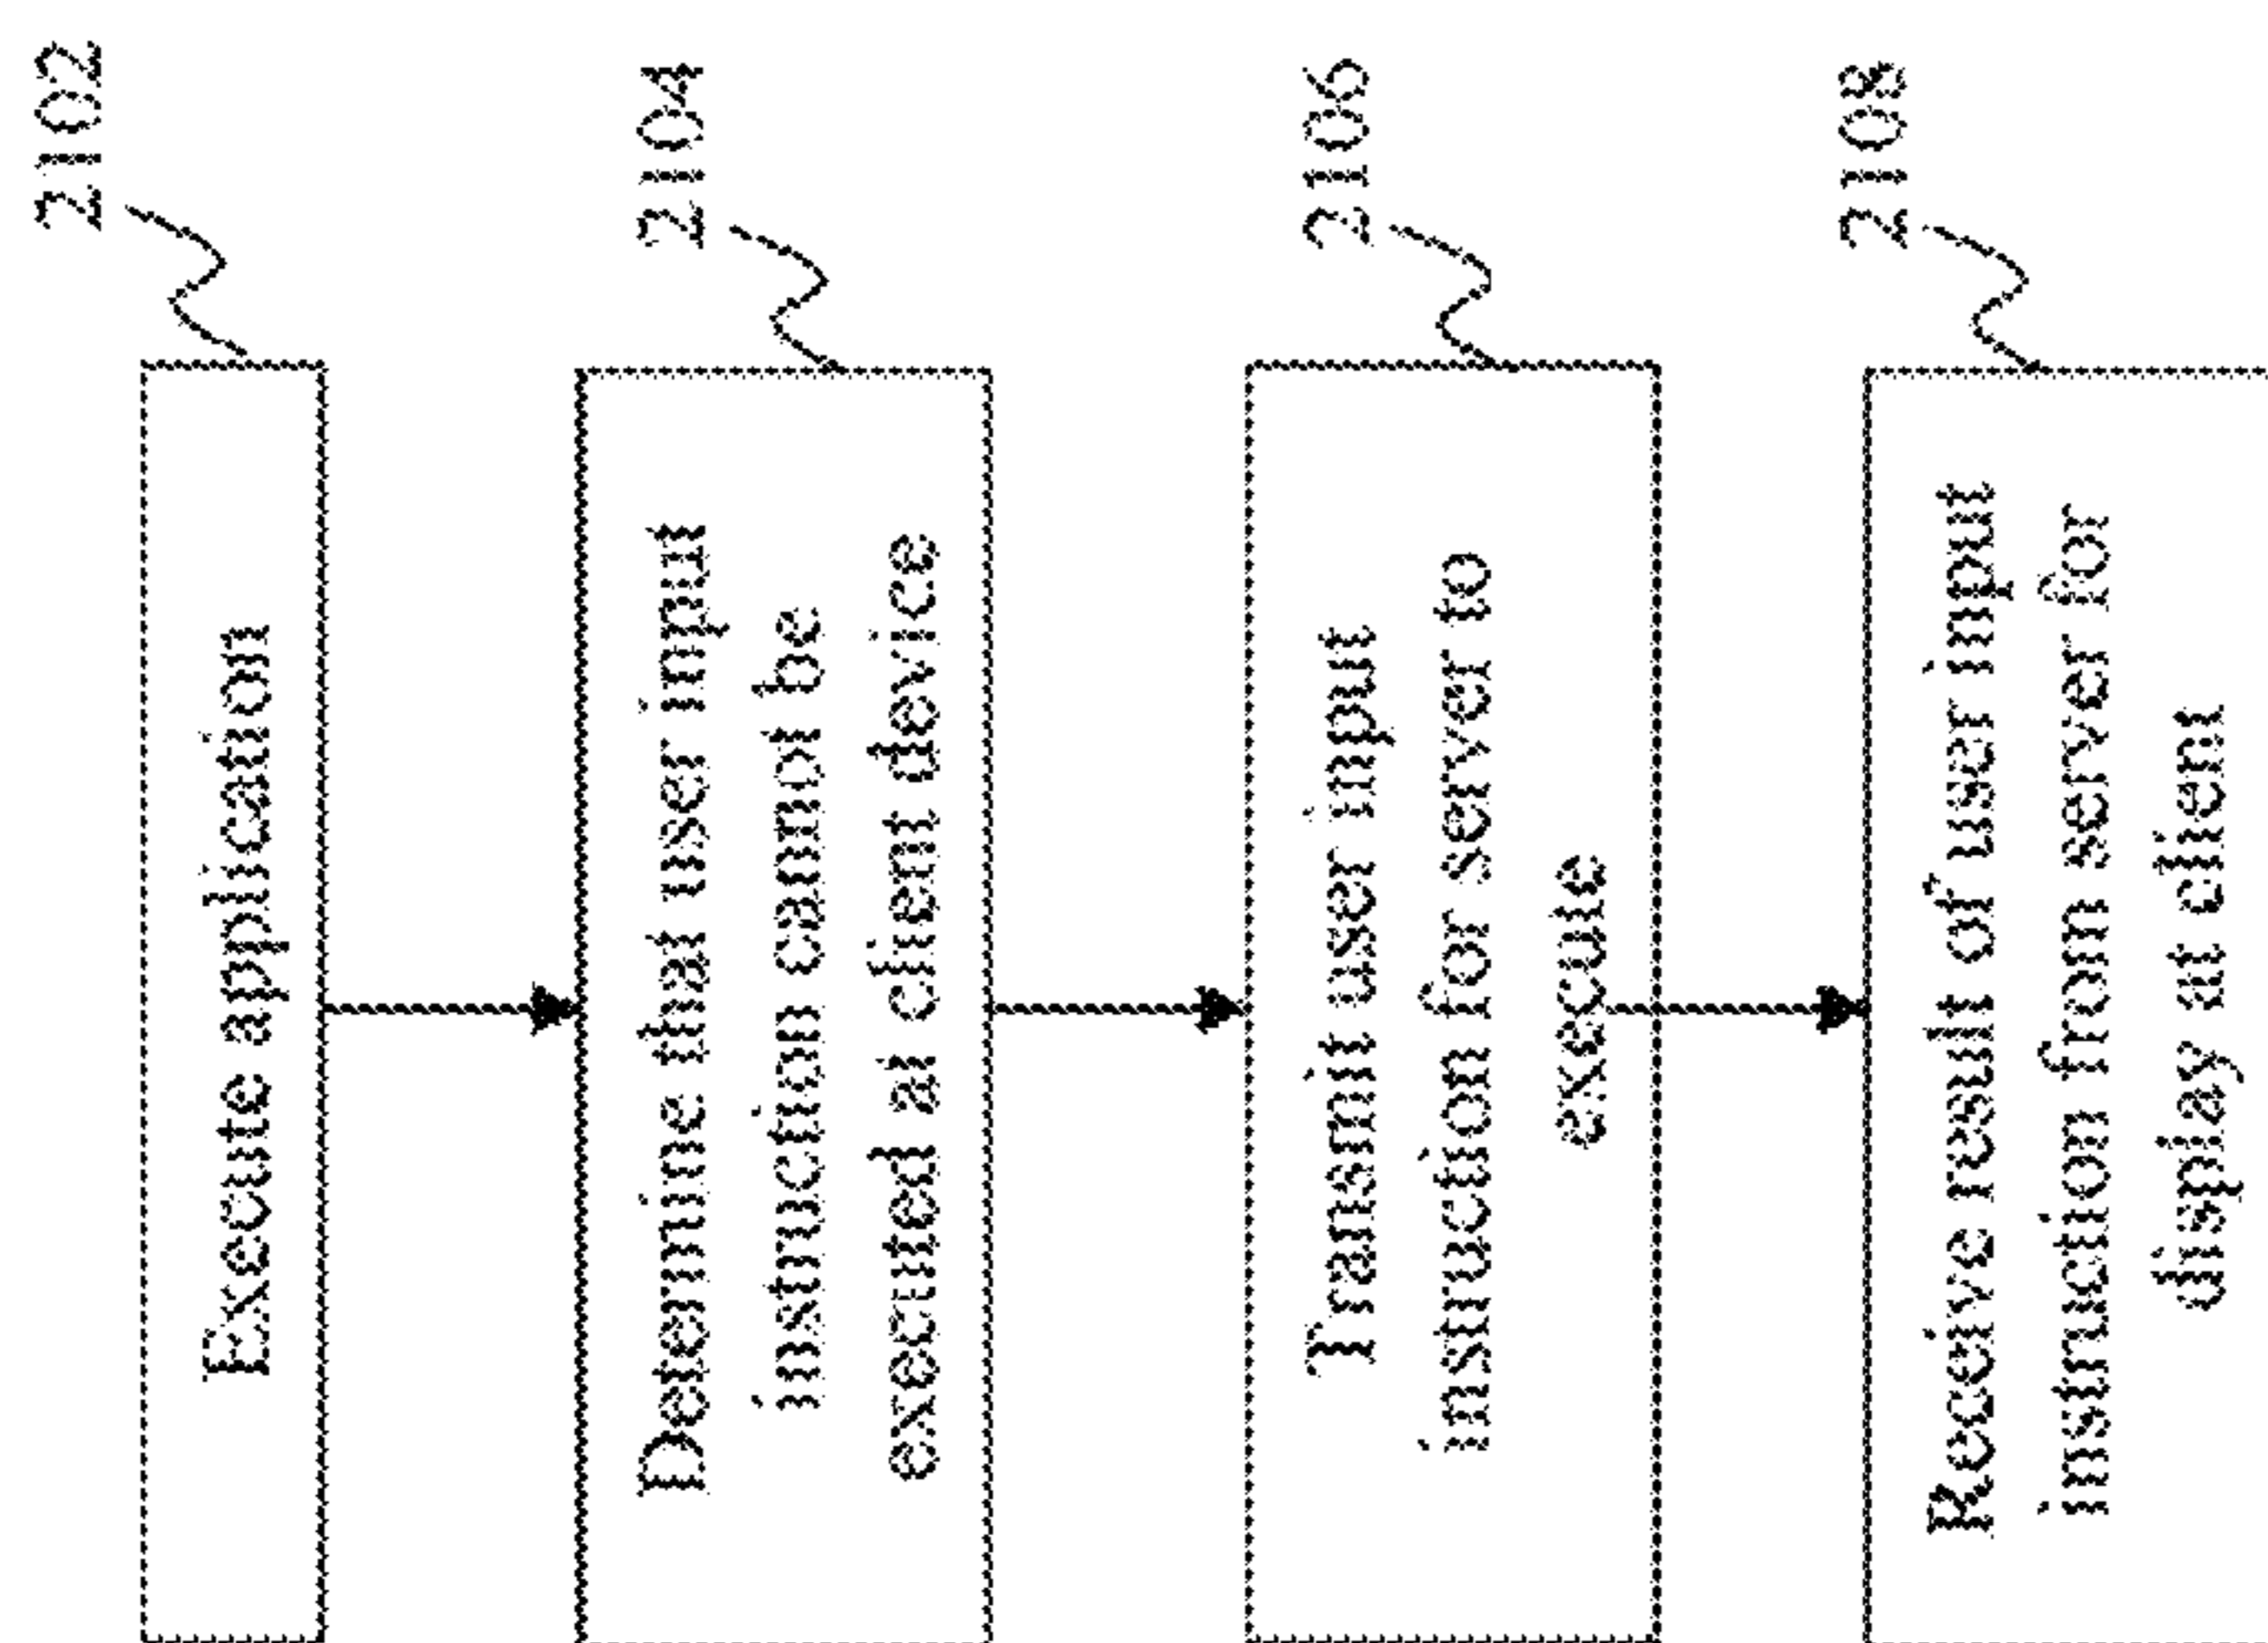 2102
Execute application
2104
Determine that user input
instruction cannot be
executed at client device
2106
Transmit user input
instruction for server to
execute
2108
Receive result of user input
instruction from server for
display at client